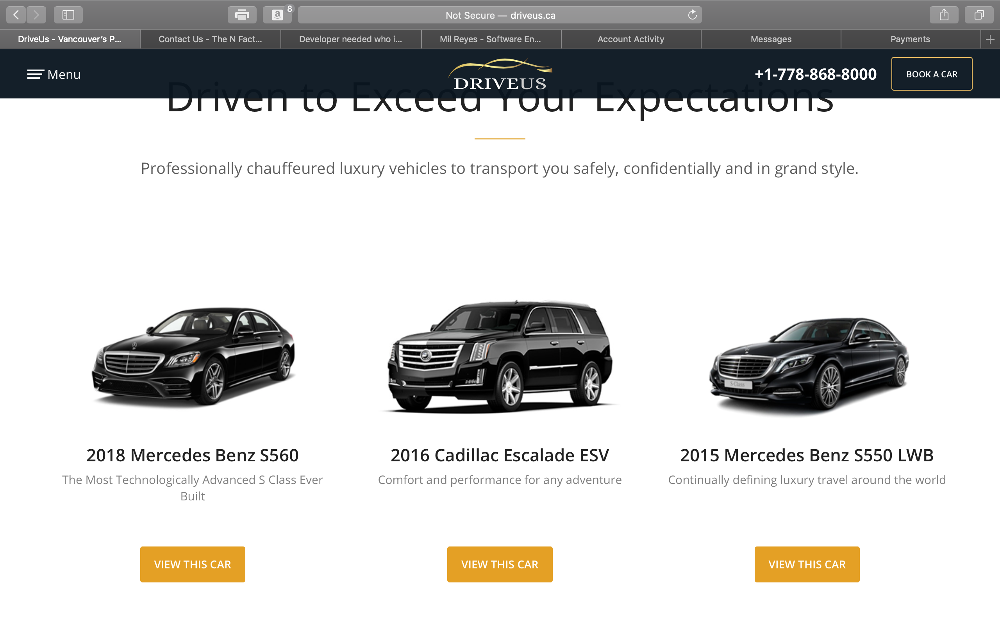 8
Not Secure — driveus.ca
DriveUs - Vancouver’s P...
Contact Us - The N Fact...
Developer needed who i...
Mil Reyes - Software En...
Account Activity
Messages
Payments
Menu
DRIVEUS
+1-778-868-8000
BOOK A CAR
Driven to Exceed Your Expectations
Professionally chauffeured luxury vehicles to transport you safely, confidentially and in grand style.
S-Class
2018 Mercedes Benz S560
2016 Cadillac Escalade ESV
2015 Mercedes Benz S550 LWB
The Most Technologically Advanced S Class Ever
Built
Comfort and performance for any adventure
Continually defining luxury travel around the world
VIEW THIS CAR
VIEW THIS CAR
VIEW THIS CAR